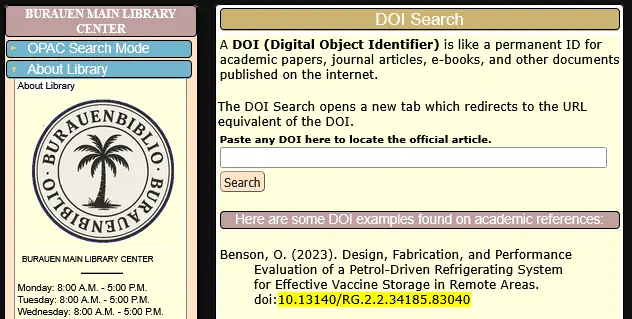 BURAUEN MAIN LIBRARY
CENTER
OPAC Search Mode
About Library
About Library
BURAUENBIBLIO · BURAUENBIBLIO ·
BURAUEN MAIN LIBRARY CENTER
Monday: 8:00 A.M. - 5:00 P.M.
Tuesday: 8:00 A.M. - 5:00 P.M.
Wednesday: 8:00 A.M. - 5:00 P.M.
DOI Search
A DOI (Digital Object Identifier) is like a permanent ID for
academic papers, journal articles, e-books, and other documents
published on the internet.
The DOI Search opens a new tab which redirects to the URL
equivalent of the DOI.
Paste any DOI here to locate the official article.
Search
Here are some DOI examples found on academic references:
Benson, O. (2023). Design, Fabrication, and Performance
Evaluation of a Petrol-Driven Refrigerating System
for Effective Vaccine Storage in Remote Areas.
doi:10.13140/RG.2.2.34185.83040